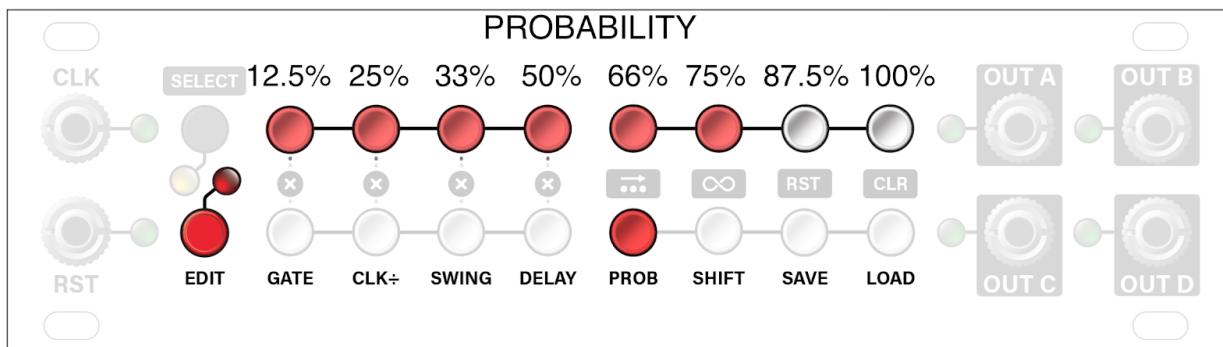 PROBABILITY
CLK
SELECT
12.5% 25% 33% 50% 66% 75% 87.5% 100%
OUT A
OUT B
RST
CLR
RST
EDIT
GATE
CLK÷
SWING
DELAY
PROB
SHIFT
SAVE
LOAD
OUT C
OUT D